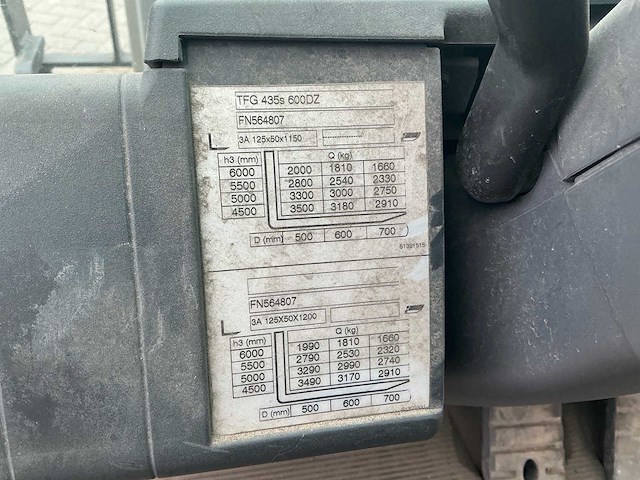 TFG 435s 600DZ
FN564807
3A 125x50x1150
h3 (mm) Q (kg)
6000 2000 1810 1660
5500 2800 2540 2330
5000 3300 3000 2750
4500 3500 3180 2910
D (mm) 500 600 700
51321515
FN564807
3A 125X50X1200
h3 (mm) Q (kg)
6000 1990 1810 1660
5500 2790 2530 2320
5000 3290 2990 2740
4500 3490 3170 2910
D (mm) 500 600 700